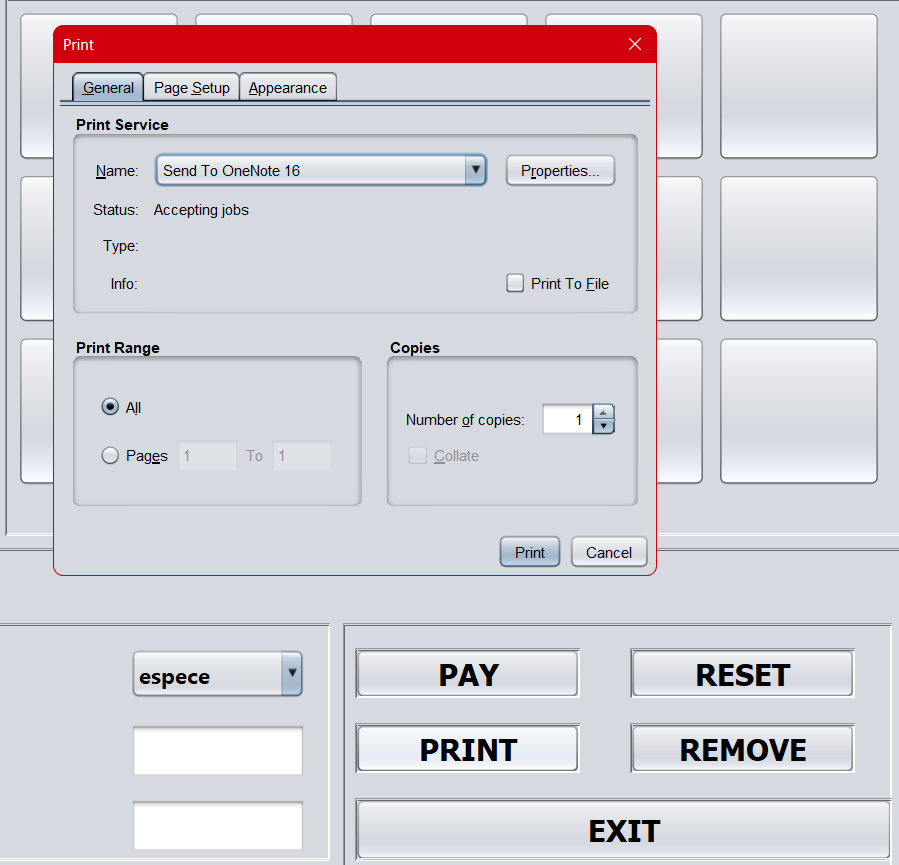 Print
General Page Setup Appearance
Print Service
Name: Send To OneNote 16 Properties...
Status: Accepting jobs
Type:
Info:
Print To File
Print Range
All
Pages 1 To 1
Copies
Number of copies: 1
Collate
Print Cancel
espece
PAY RESET
PRINT REMOVE
EXIT